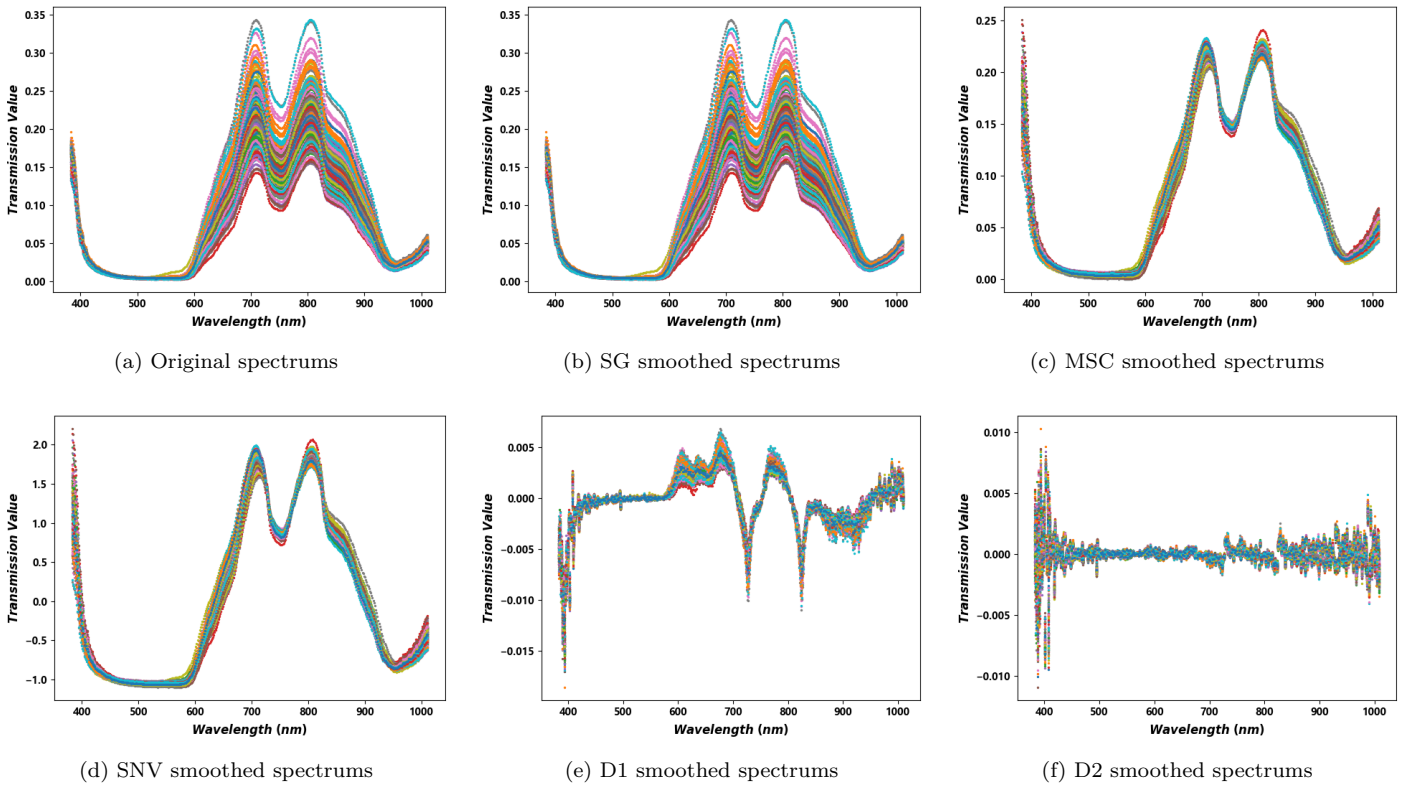 0.35
0.30
0.25
0.20
0.15
0.10
0.05
0.00
Transmission Value
400 500 600 700 800 900 1000
Wavelength (nm)
(a) Original spectrums
0.35
0.30
0.25
0.20
0.15
0.10
0.05
0.00
Transmission Value
400 500 600 700 800 900 1000
Wavelength (nm)
(b) SG smoothed spectrums
0.25
0.20
0.15
0.10
0.05
0.00
Transmission Value
400 500 600 700 800 900 1000
Wavelength (nm)
(c) MSC smoothed spectrums
2.0
1.5
1.0
0.5
0.0
−0.5
−1.0
Transmission Value
400 500 600 700 800 900 1000
Wavelength (nm)
(d) SNV smoothed spectrums
0.005
0.000
−0.005
−0.010
−0.015
Transmission Value
400 500 600 700 800 900 1000
Wavelength (nm)
(e) D1 smoothed spectrums
0.010
0.005
0.000
−0.005
−0.010
Transmission Value
400 500 600 700 800 900 1000
Wavelength (nm)
(f) D2 smoothed spectrums